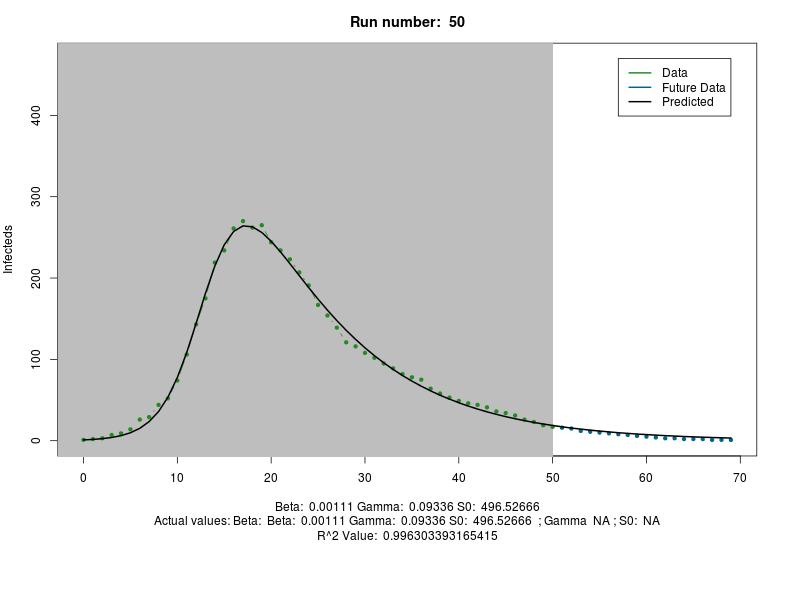 Run number: 50
Data
Future Data
Predicted
400
300
200
100
0
Infecteds
0 10 20 30 40 50 60 70
Beta: 0.00111 Gamma: 0.09336 S0: 496.52666
Actual values: Beta: Beta: 0.00111 Gamma: 0.09336 S0: 496.52666 ; Gamma NA ; S0: NA
R^2 Value: 0.996303393165415